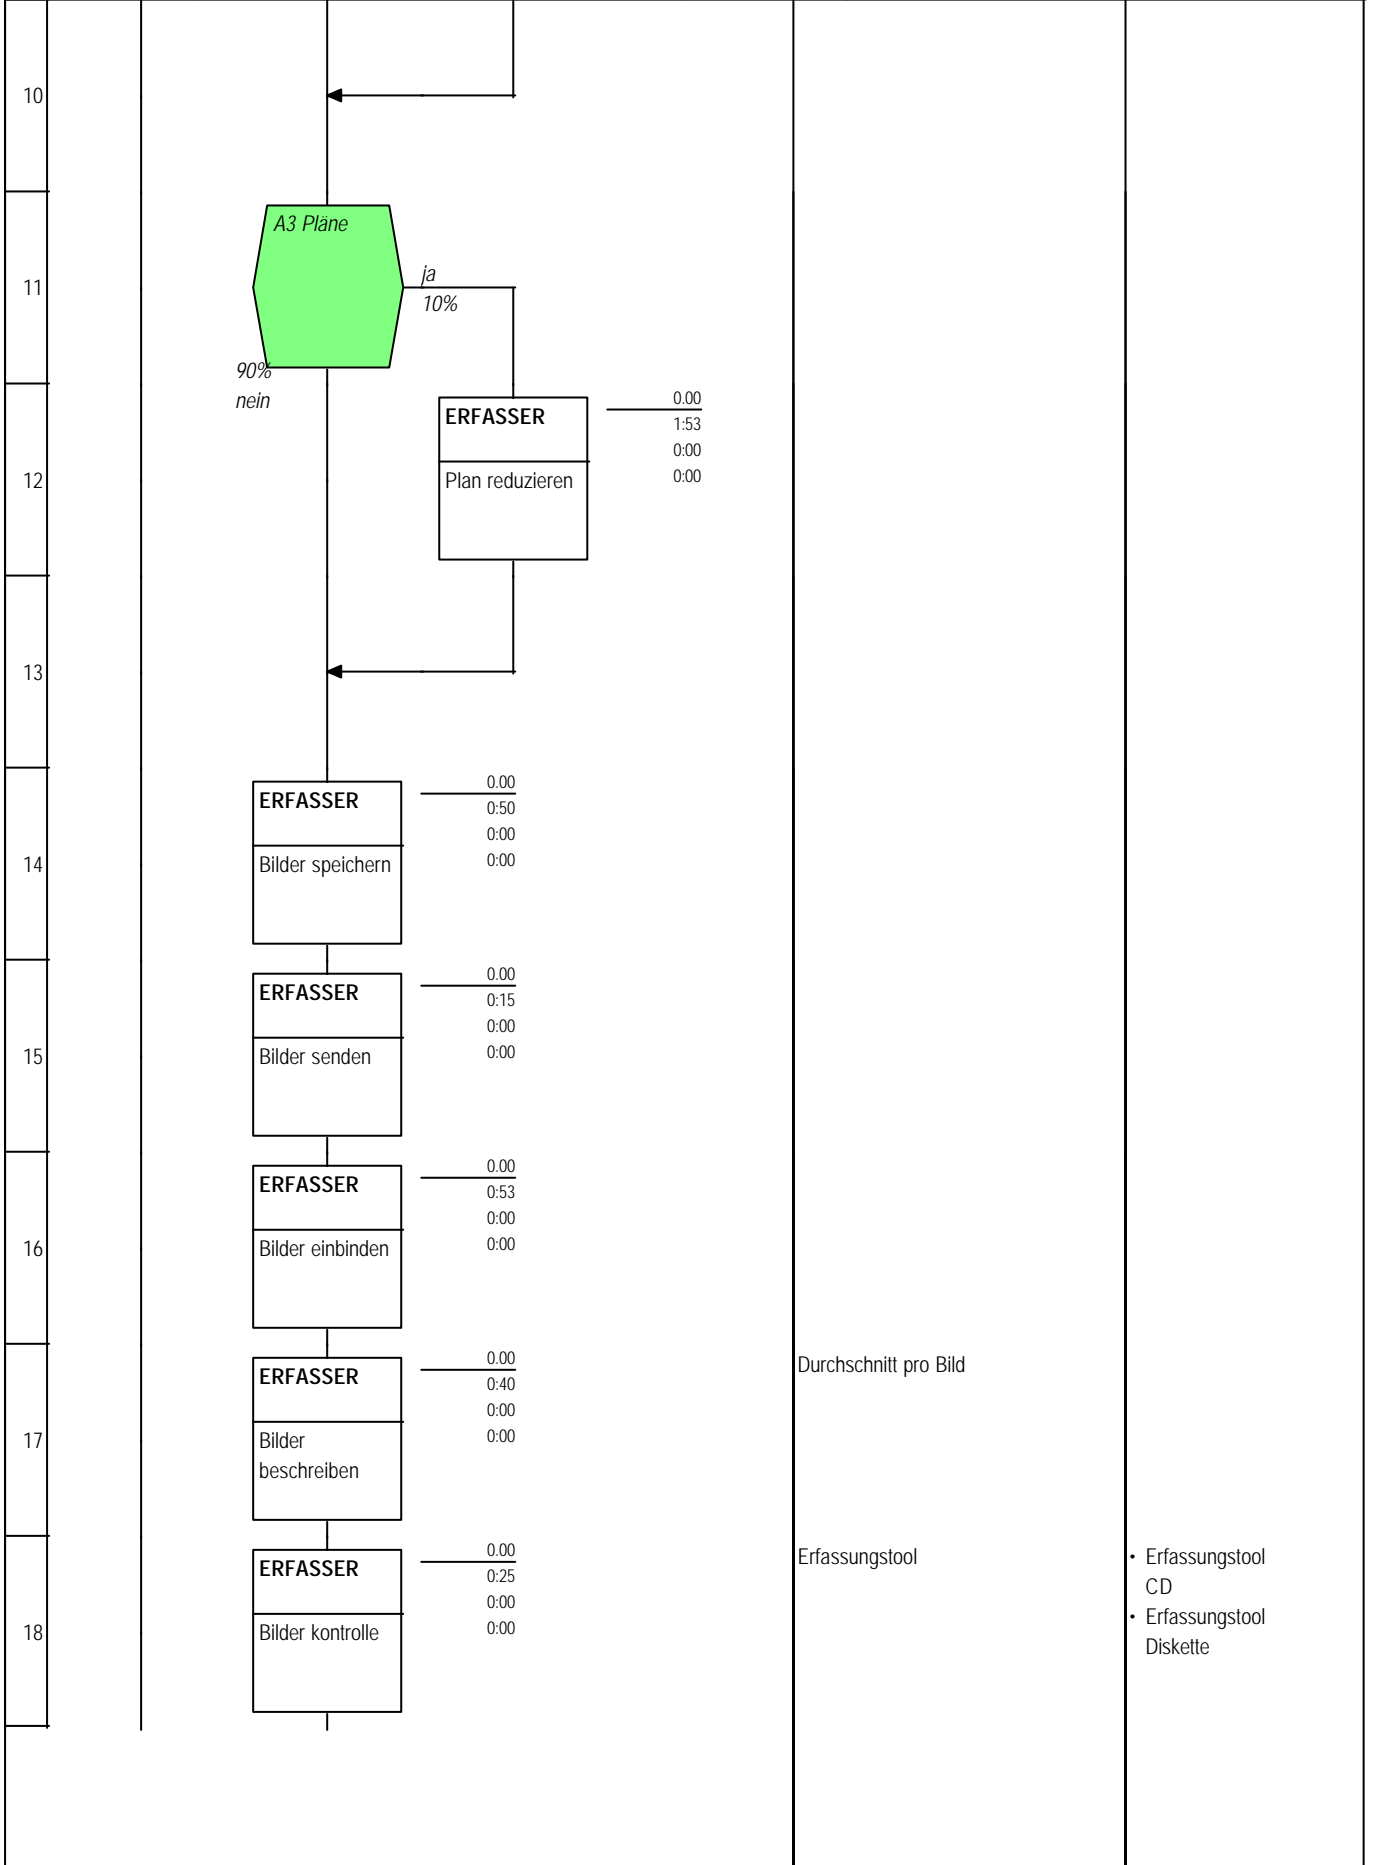 10
A3 Pläne
11
ja
10%
90%
nein
ERFASSER
0.00
1:53
0:00
0:00
12
Plan reduzieren
13
ERFASSER
0.00
0:50
0:00
0:00
14
Bilder speichern
ERFASSER
0.00
0:15
0:00
0:00
15
Bilder senden
ERFASSER
0.00
0:53
0:00
0:00
16
Bilder einbinden
ERFASSER
0.00
0:40
0:00
0:00
Durchschnitt pro Bild
17
Bilder
beschreiben
ERFASSER
0.00
0:25
0:00
0:00
Erfassungstool
• Erfassungstool
CD
• Erfassungstool
Diskette
18
Bilder kontrolle